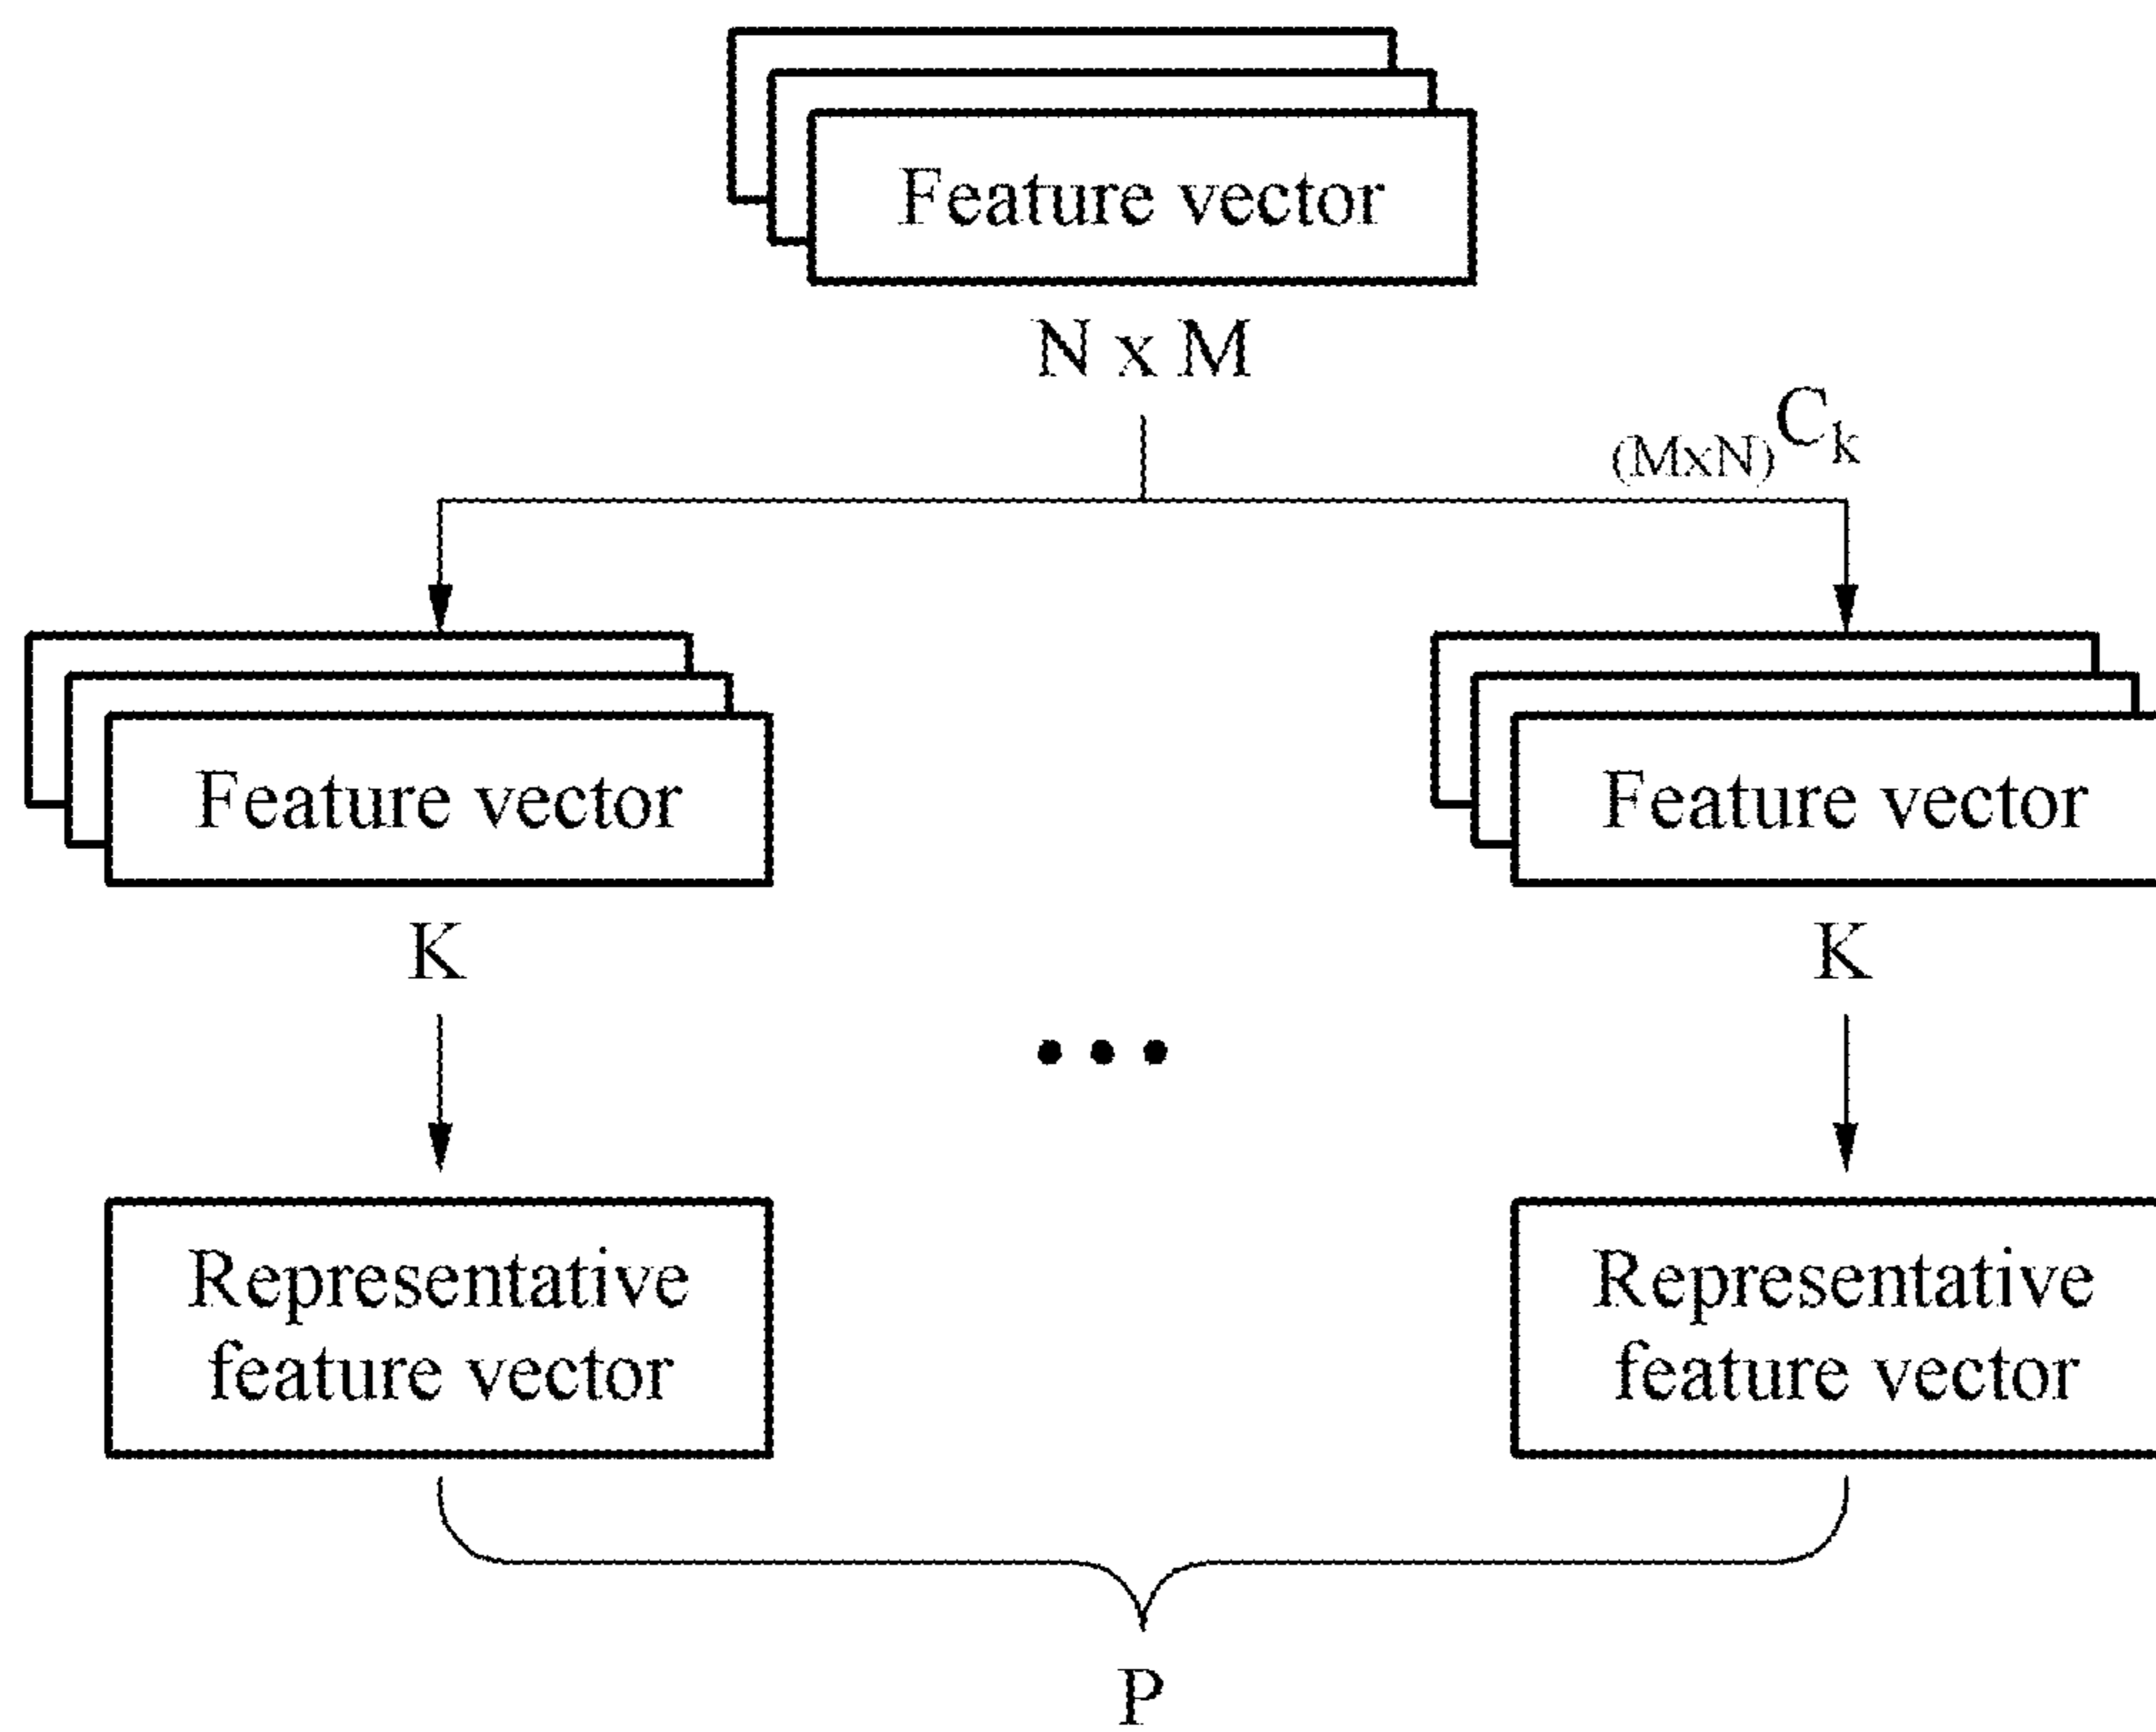 Feature vector
N x M
(MxN)Ck
Feature vector
Feature vector
K
K
...
Representative
feature vector
Representative
feature vector
P